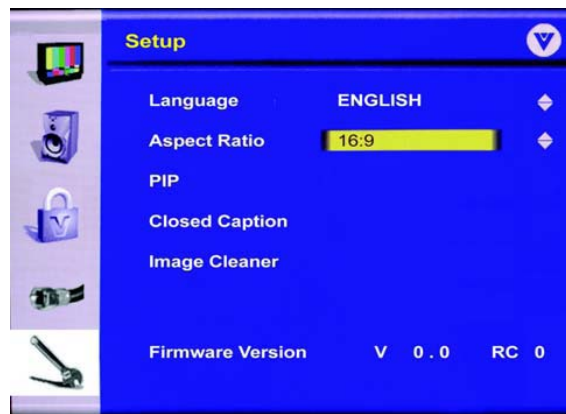 Setup
V
Language ENGLISH
Aspect Ratio 16:9
PIP
Closed Caption
Image Cleaner
Firmware Version V 0.0 RC 0